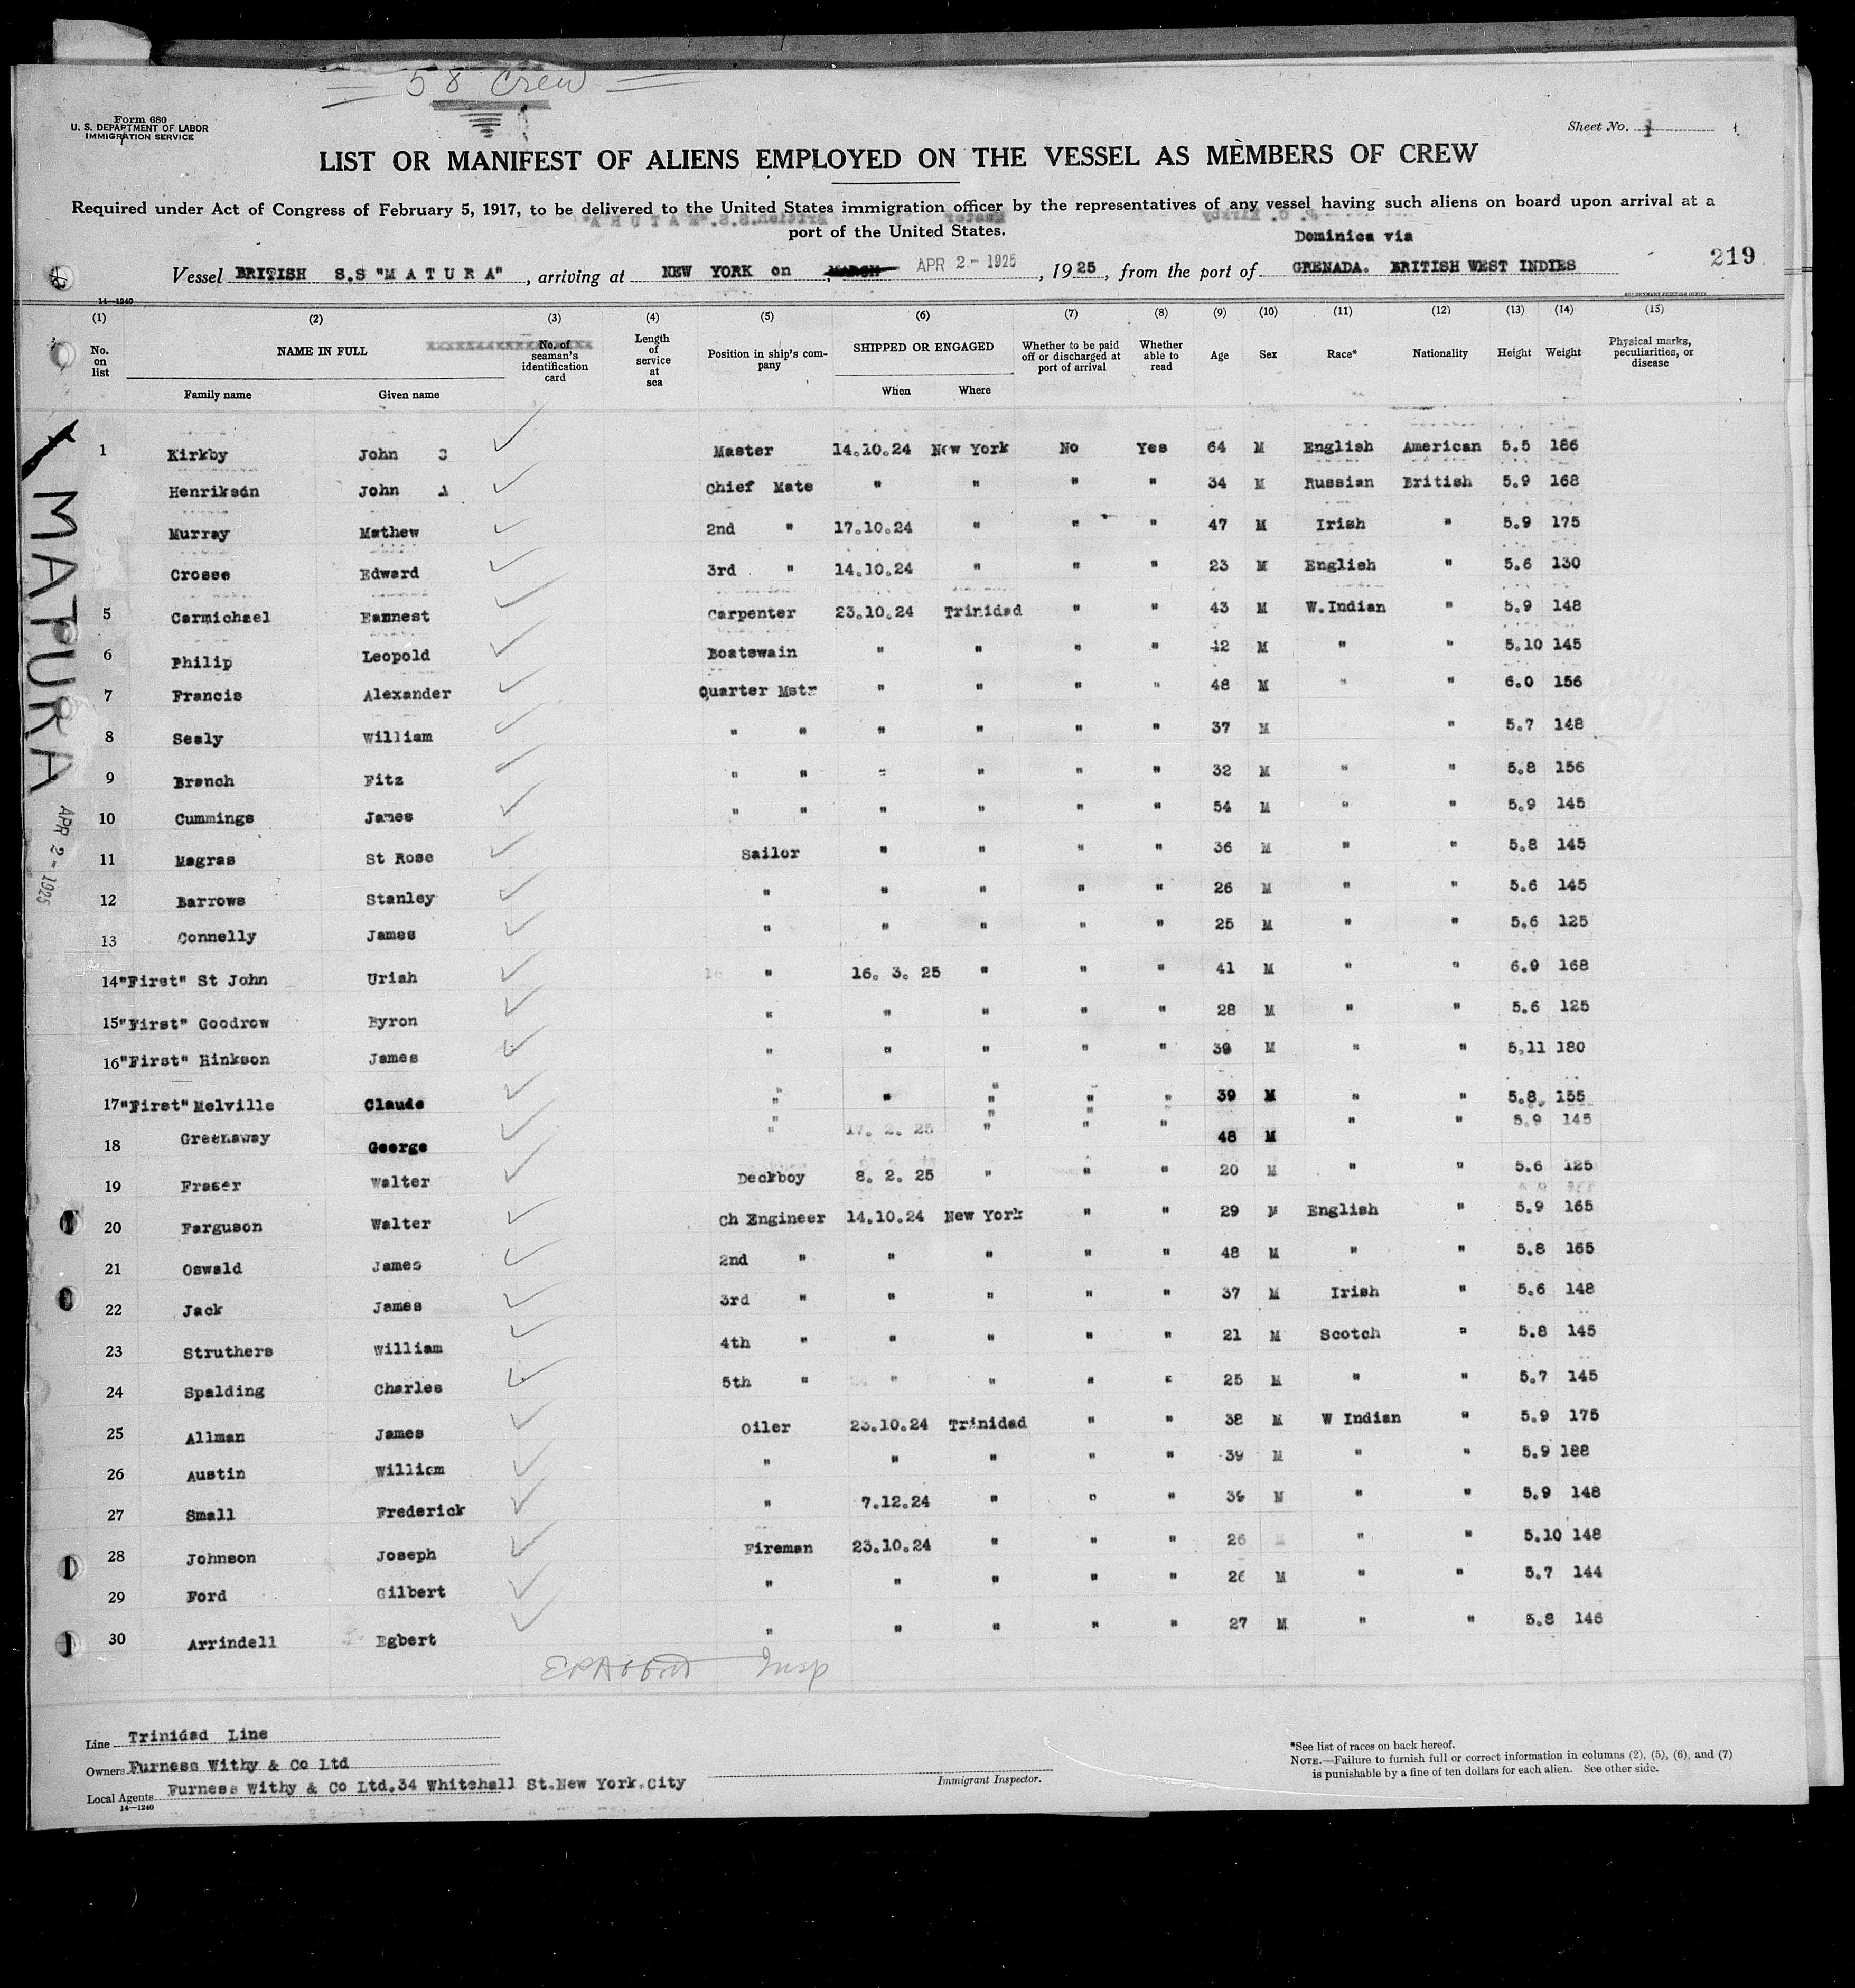 58 Crew
Form 680
U. S. DEPARTMENT OF LABOR
IMMIGRATION SERVICE
Sheet No. 1
LIST OR MANIFEST OF ALIENS EMPLOYED ON THE VESSEL AS MEMBERS OF CREW
Required under Act of Congress of February 5, 1917, to be delivered to the United States immigration officer by the representatives of any vessel having such aliens on board upon arrival at a
port of the United States.
Dominica via
Vessel BRITISH S.S "M A T U R A", arriving at NEW YORK on MARCH APR 2 - 1925, 1925, from the port of GRENADA. BRITISH WEST INDIES
219
14—1240
(1) (2) (3) (4) (5) (6) (7) (8) (9) (10) (11) (12) (13) (14) (15)
No. on list NAME IN FULL No. of seaman's identification card Length of service at sea Position in ship's company SHIPPED OR ENGAGED Whether to be paid off or discharged at port of arrival Whether able to read Age Sex Race* Nationality Height Weight Physical marks, peculiarities, or disease
Family name Given name When Where
1 Kirkby John Master 14.10.24 New York No Yes 64 M English American 5.5 186
Henriksen John A Chief Mate " " " " 34 M Russian British 5.9 168
Murray Mathew 2nd " 17.10.24 " " " 47 M Irish " 5.9 175
Crosse Edward 3rd " 14.10.24 " " " 23 M English " 5.6 130
5 Carmichael Earnest Carpenter 23.10.24 Trinidad " " 43 M W.Indian " 5.9 148
6 Philip Leopold Boatswain " " " " 42 M " " 5.10 145
7 Francis Alexander Quarter Mstr " " " " 48 M " " 6.0 156
8 Sealy William " " " " " " 37 M " 5.7 148
9 Branch Fitz " " " " " " 32 M " " 5.8 156
10 Cummings James " " " " " " 54 M " " 5.9 145
11 Magras St Rose Sailor " " " " 36 M " " 5.8 145
12 Barrows Stanley " " " " " 26 M " " 5.6 145
13 Connelly James " " " " " 25 M " " 5.6 125
14 "First" St John Uriah " 16. 3. 25 " " " 41 M " " 6.0 168
15 "First" Goodrow Byron " " " " " 28 M " " 5.6 125
16 "First" Hinkson James " " " " " 39 M " " 5.11 180
17 "First" Melville Claude " " " " " 39 M " " 5.8 155
18 Greenaway George " 17. 2. 25 " " " 48 M " " 5.9 145
19 Fraser Walter Deckboy 8. 2. 25 " " " 20 M " " 5.6 125
20 Farguson Walter Ch Engineer 14.10.24 New York " " 29 M English " 5.9 165
21 Oswald James 2nd " " " " " 48 M " " 5.8 165
22 Jack James 3rd " " " " " 37 M Irish " 5.6 148
23 Struthers William 4th " " " " " 21 M Scotch " 5.8 145
24 Spalding Charles 5th " " " " " 25 M " " 5.7 145
25 Allman James Oiler 23.10.24 Trinidad " " 38 M W Indian " 5.9 175
26 Austin William " " " " " 39 M " " 5.9 188
27 Small Frederick " 7.12.24 " " " 39 M " " 5.9 148
28 Johnson Joseph Fireman 23.10.24 " " " 26 " " 5.10 148
29 Ford Gilbert " " " " " 26 M " " 5.7 144
30 Arrindell Egbert " " " " " 27 M " " 5.8 146
Insp
MATURA
APR 2 - 1925
Line Trinidad Line
Owners Furness Withy & Co Ltd
Local Agents Furness Withy & Co Ltd.34 Whitehall St.New York.City
14—1240
Immigrant Inspector.
*See list of races on back hereof.
NOTE.—Failure to furnish full or correct information in columns (2), (5), (6), and (7)
is punishable by a fine of ten dollars for each alien. See other side.